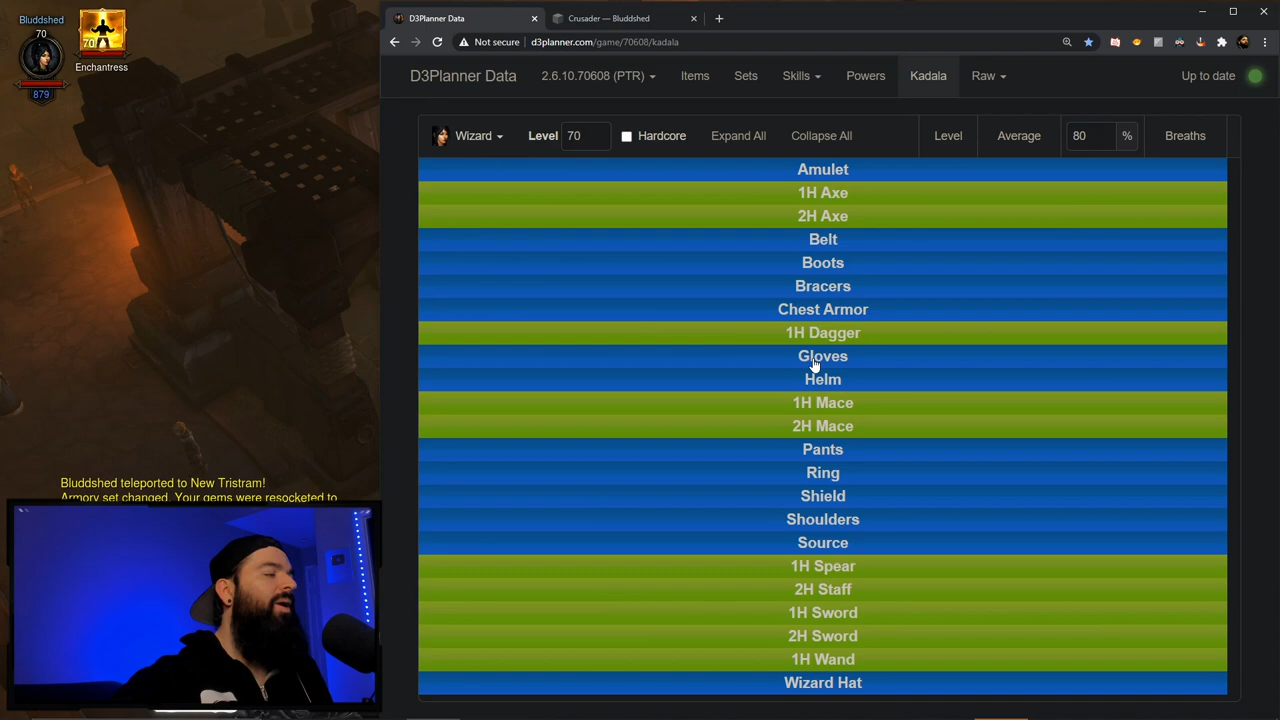 Bluddshed
70
70
Enchantress
879
D3Planner Data
Crusader — Bluddshed
Not secure
d3planner.com/game/70608/kadala
D3Planner Data
2.6.10.70608 (PTR)
Items
Sets
Skills
Powers
Kadala
Raw
Up to date
Wizard
Level
70
Hardcore
Expand All
Collapse All
Level
Average
80
%
Breaths
Amulet
1H Axe
2H Axe
Belt
Boots
Bracers
Chest Armor
1H Dagger
Gloves
Helm
1H Mace
2H Mace
Pants
Ring
Shield
Shoulders
Source
1H Spear
2H Staff
1H Sword
2H Sword
1H Wand
Wizard Hat
Bluddshed teleported to New Tristram!
Armory set changed. Your gems were resocketed to